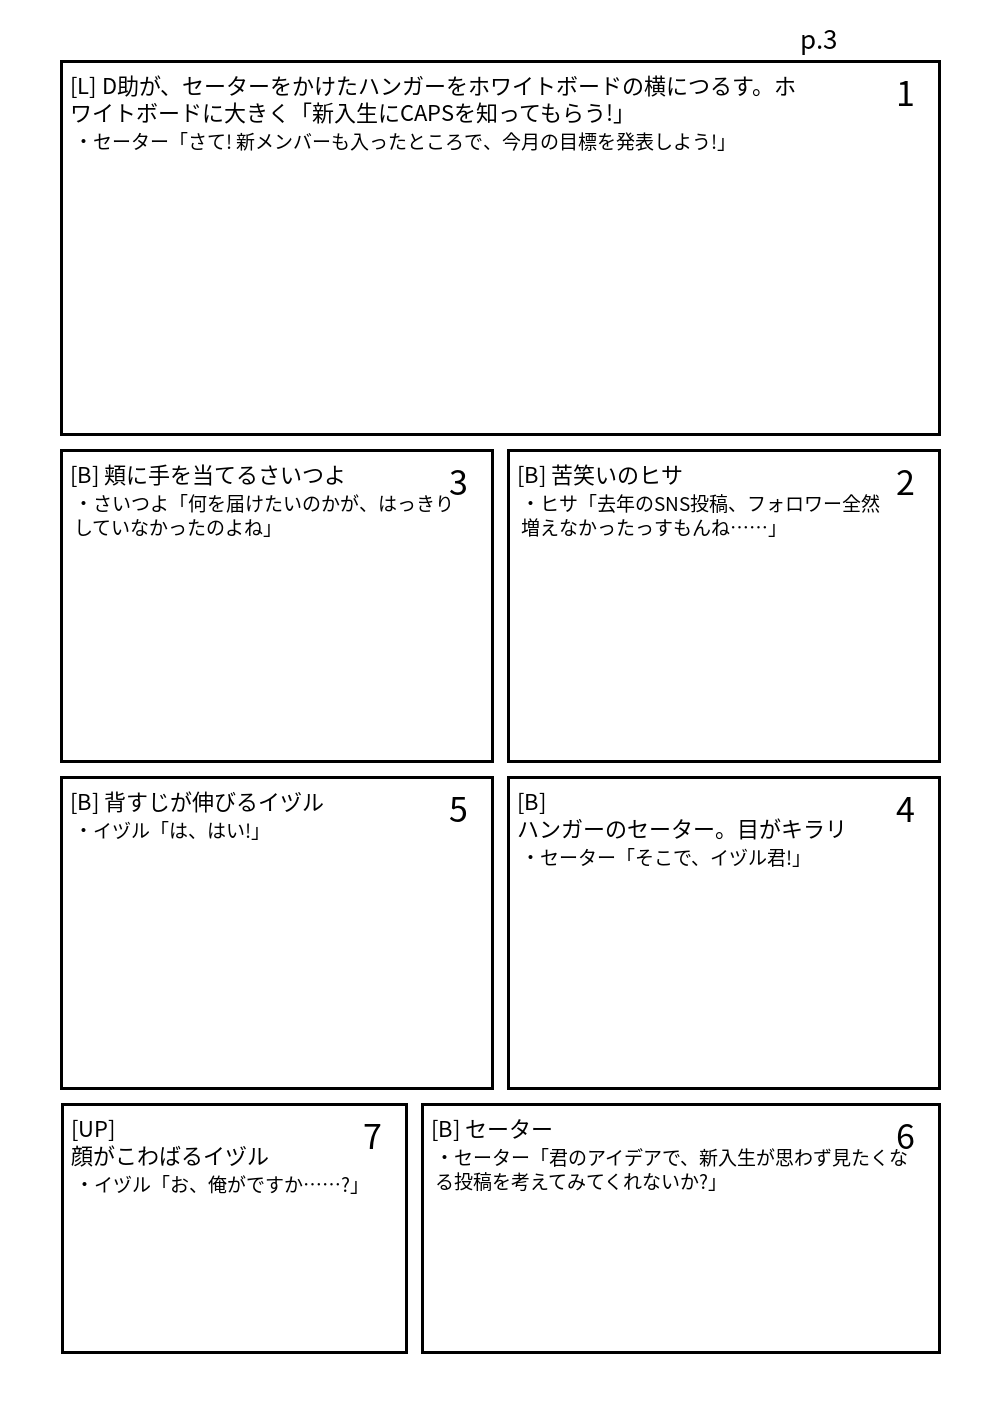 p.3
1
[L] D助が、セーターをかけたハンガーをホワイトボードの横につるす。ホ
ワイトボードに大きく「新入生にCAPSを知ってもらう!」
・セーター「さて! 新メンバーも入ったところで、今月の目標を発表しよう!」
2
[B] 苦笑いのヒサ
・ヒサ「去年のSNS投稿、フォロワー全然
増えなかったっすもんね……」
3
[B] 頬に手を当てるさいつよ
・さいつよ「何を届けたいのかが、はっきり
していなかったのよね」
4
[B]
ハンガーのセーター。目がキラリ
・セーター「そこで、イヅル君!」
5
[B] 背すじが伸びるイヅル
・イヅル「は、はい!」
6
[B] セーター
・セーター「君のアイデアで、新入生が思わず見たくな
る投稿を考えてみてくれないか?」
7
[UP]
顔がこわばるイヅル
・イヅル「お、俺がですか……?」